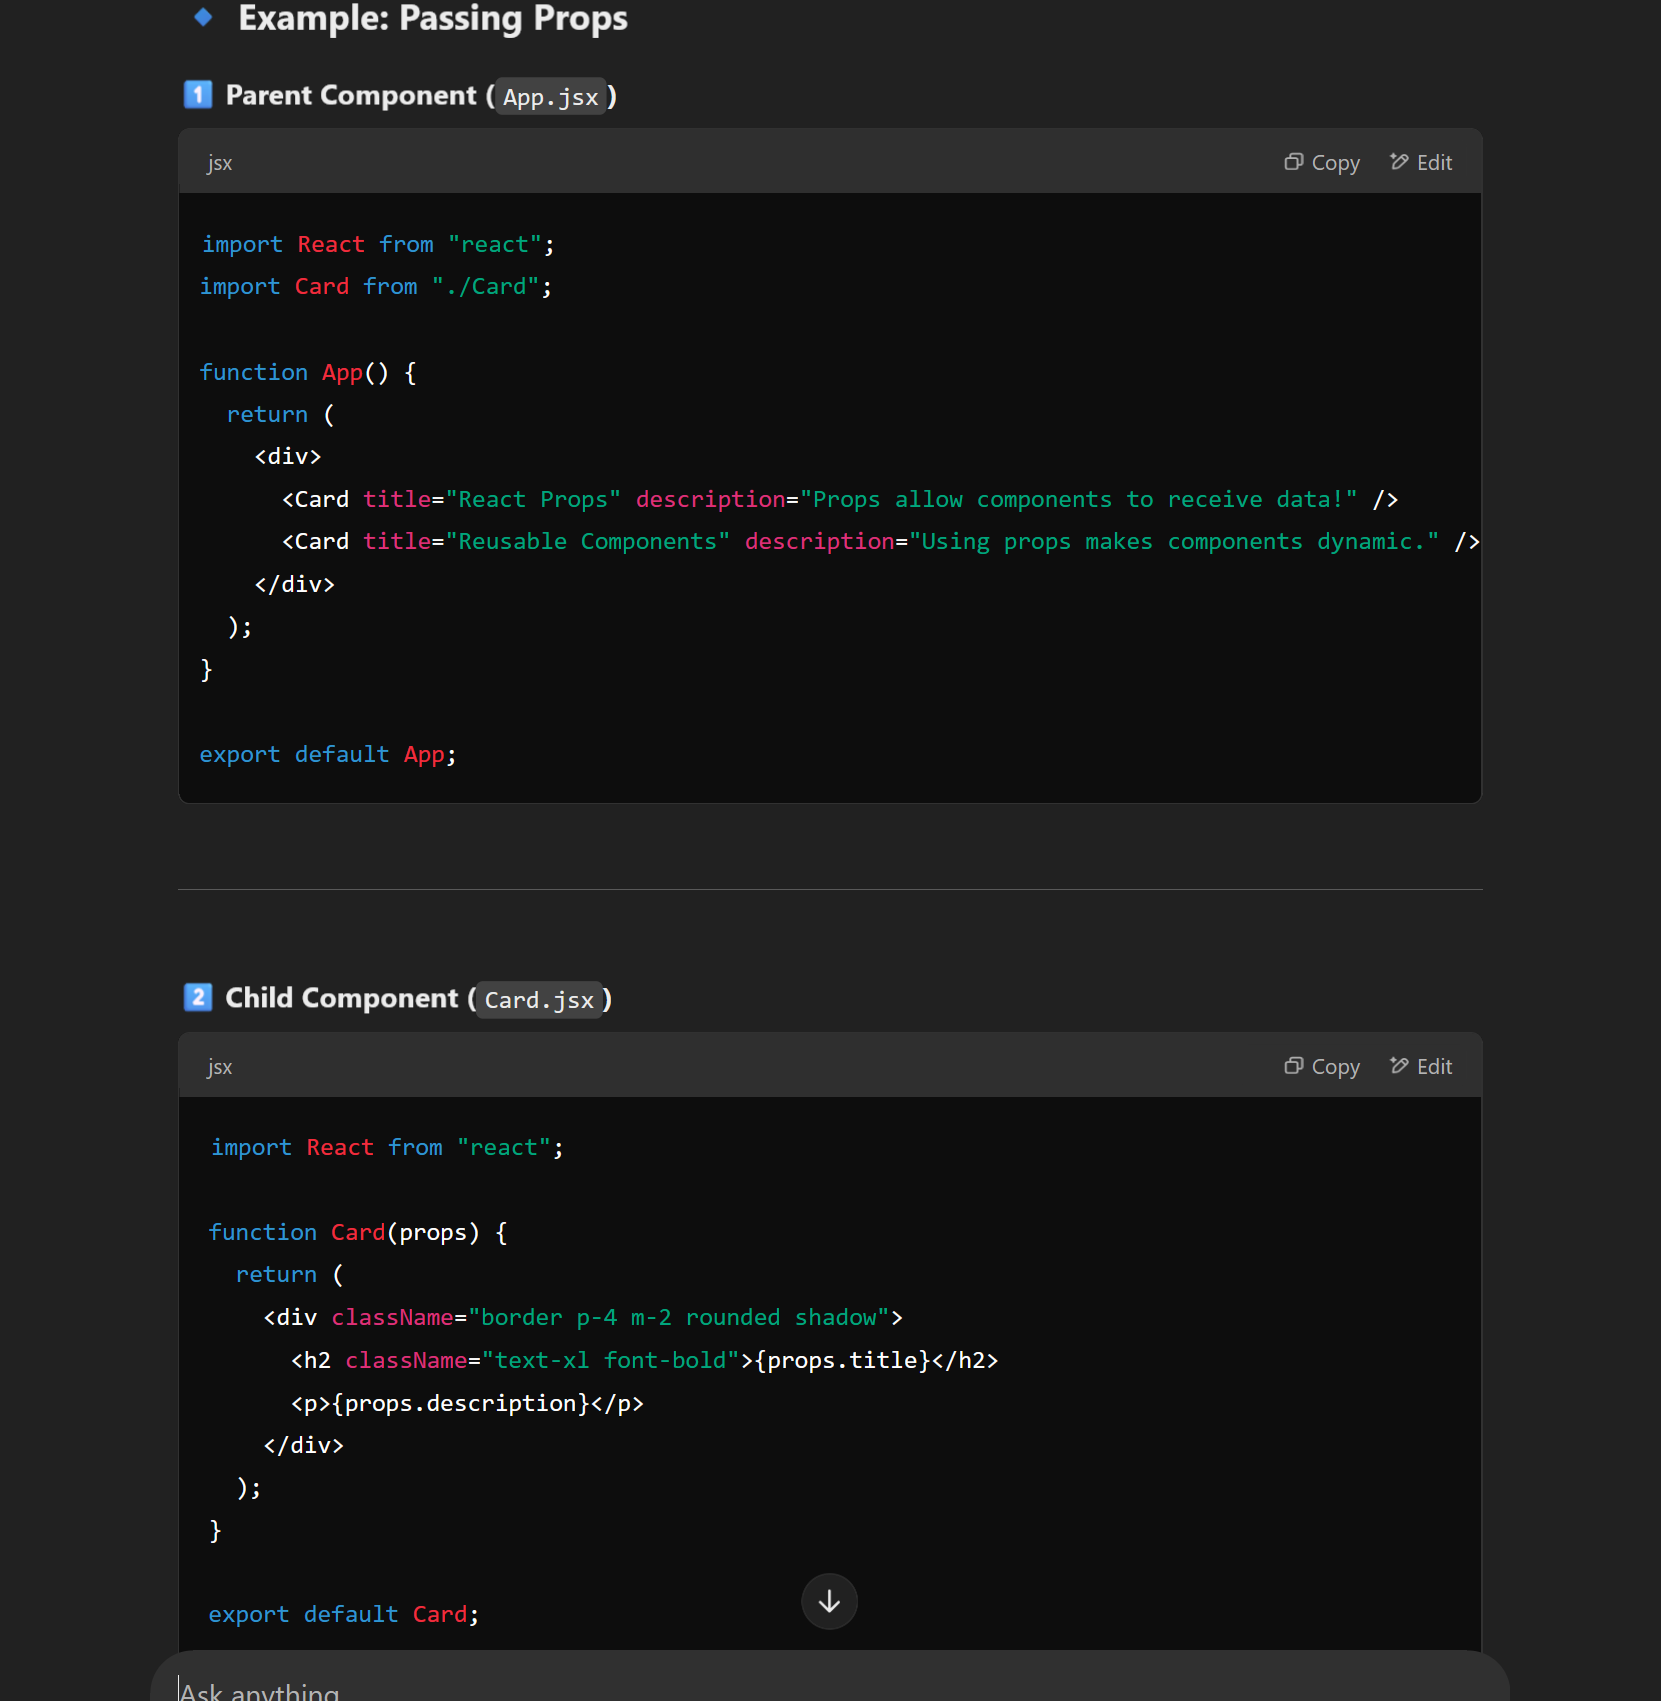 🔹 Example: Passing Props
1️⃣ Parent Component (App.jsx)
jsx
Copy
Edit
import React from "react";
import Card from "./Card";

function App() {
  return (
    <div>
      <Card title="React Props" description="Props allow components to receive data!" />
      <Card title="Reusable Components" description="Using props makes components dynamic." />
    </div>
  );
}

export default App;
2️⃣ Child Component (Card.jsx)
jsx
Copy
Edit
import React from "react";

function Card(props) {
  return (
    <div className="border p-4 m-2 rounded shadow">
      <h2 className="text-xl font-bold">{props.title}</h2>
      <p>{props.description}</p>
    </div>
  );
}

export default Card;
Ask anything